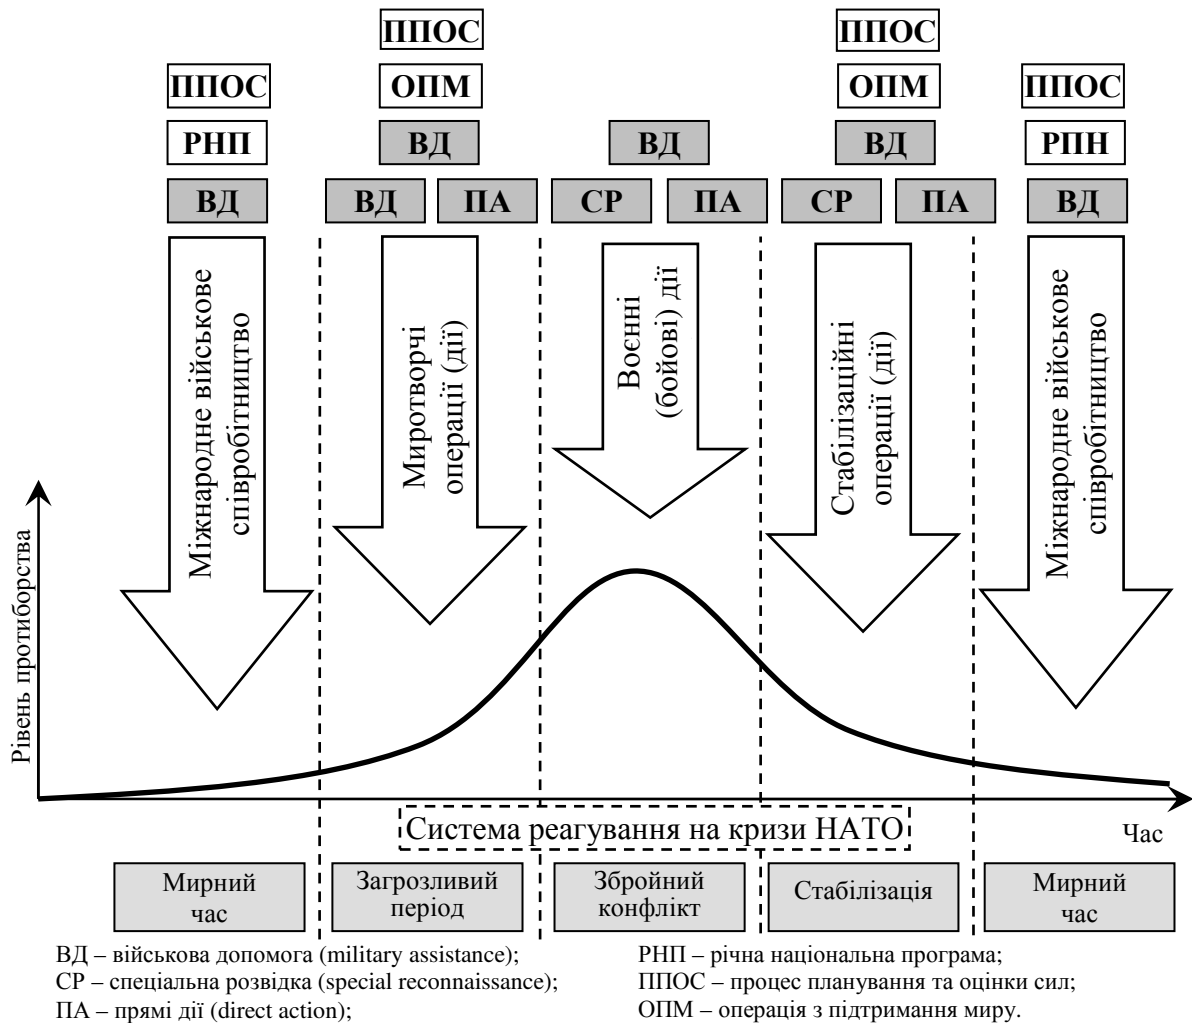 ППОС
ППОС
ППОС
ОПМ
ОПМ
ППОС
РНП
ВД
ВД
ВД
РПН
ВД
ВД
ПА
СР
ПА
СР
ПА
ВД
Міжнародне військове
співробітництво
Миротворчі
операції (дії)
Воєнні
(бойові) дії
Стабілізаційні
операції (дії)
Міжнародне військове
співробітництво
Рівень протиборства
Система реагування на кризи НАТО
Час
Мирний
час
Загрозливий
період
Збройний
конфлікт
Стабілізація
Мирний
час
ВД – військова допомога (military assistance);
СР – спеціальна розвідка (special reconnaissance);
ПА – прямі дії (direct action);
РНП – річна національна програма;
ППОС – процес планування та оцінки сил;
ОПМ – операція з підтримання миру.